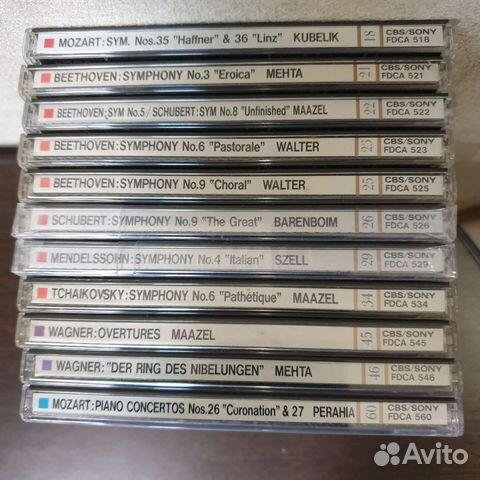 MOZART: SYM. Nos.35 "Haffner" & 36 "Linz" KUBELIK 18 CBS/SONY FDCA 518
BEETHOVEN:SYMPHONY No.3 "Eroica" MEHTA 21 CBS/SONY FDCA 521
BEETHOVEN:SYM No.5/SCHUBERT:SYM No.8 "Unfinished" MAAZEL 22 CBS/SONY FDCA 522
BEETHOVEN:SYMPHONY No.6 "Pastorale" WALTER 23 CBS/SONY FDCA 523
BEETHOVEN:SYMPHONY No.9 "Choral" WALTER 25 CBS/SONY FDCA 525
SCHUBERT:SYMPHONY No.9 "The Great" BARENBOIM 26 CBS/SONY FDCA 526
MENDELSSOHN:SYMPHONY No.4 "Italian" SZELL 29 CBS/SONY FDCA 529
TCHAIKOVSKY:SYMPHONY No.6 "Pathétique" MAAZEL 34 CBS/SONY FDCA 534
WAGNER:OVERTURES MAAZEL 45 CBS/SONY FDCA 545
WAGNER:"DER RING DES NIBELUNGEN" MEHTA 46 CBS/SONY FDCA 546
MOZART:PIANO CONCERTOS Nos.26 "Coronation" & 27 PERAHIA 60 CBS/SONY FDCA 560
Avito